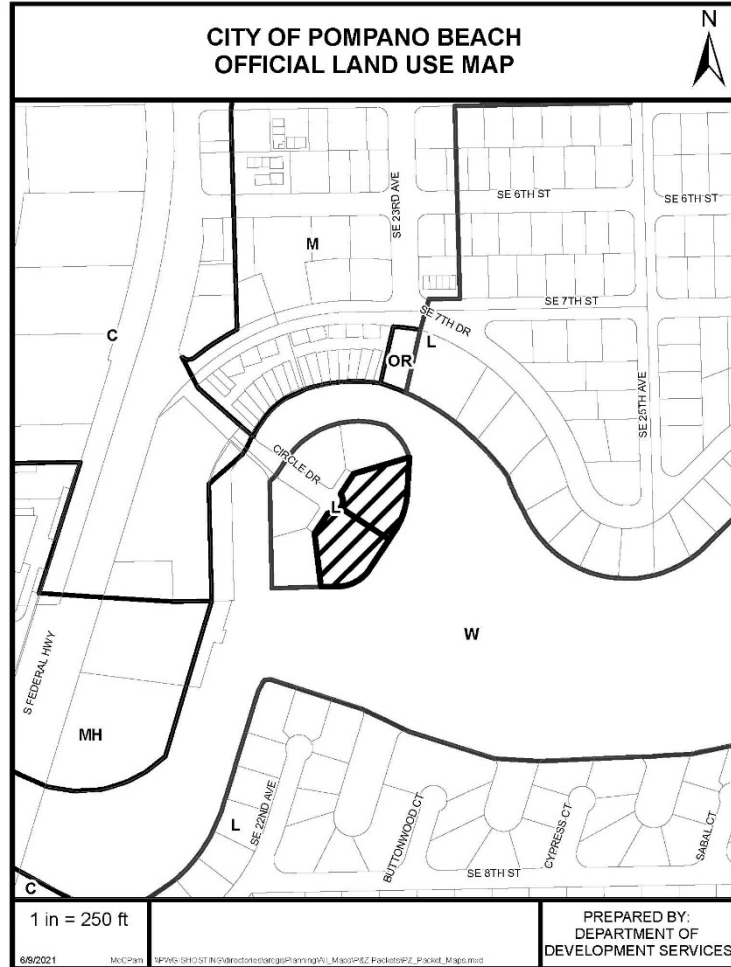 CITY OF POMPANO BEACH
OFFICIAL LAND USE MAP
N
SE 23RD AVE
SE 6TH ST
SE 6TH ST
M
SE 7TH ST
C
SE 7TH DR
L
OR
SE 25TH AVE
CIRCLE DR
L
W
S FEDERAL HWY
MH
SE 22ND AVE
L
BUTTONWOOD CT
CYPRESS CT
SABAL CT
SE 8TH ST
C
1 in = 250 ft
6/9/2021
McCPam
PREPARED BY:
DEPARTMENT OF
DEVELOPMENT SERVICES